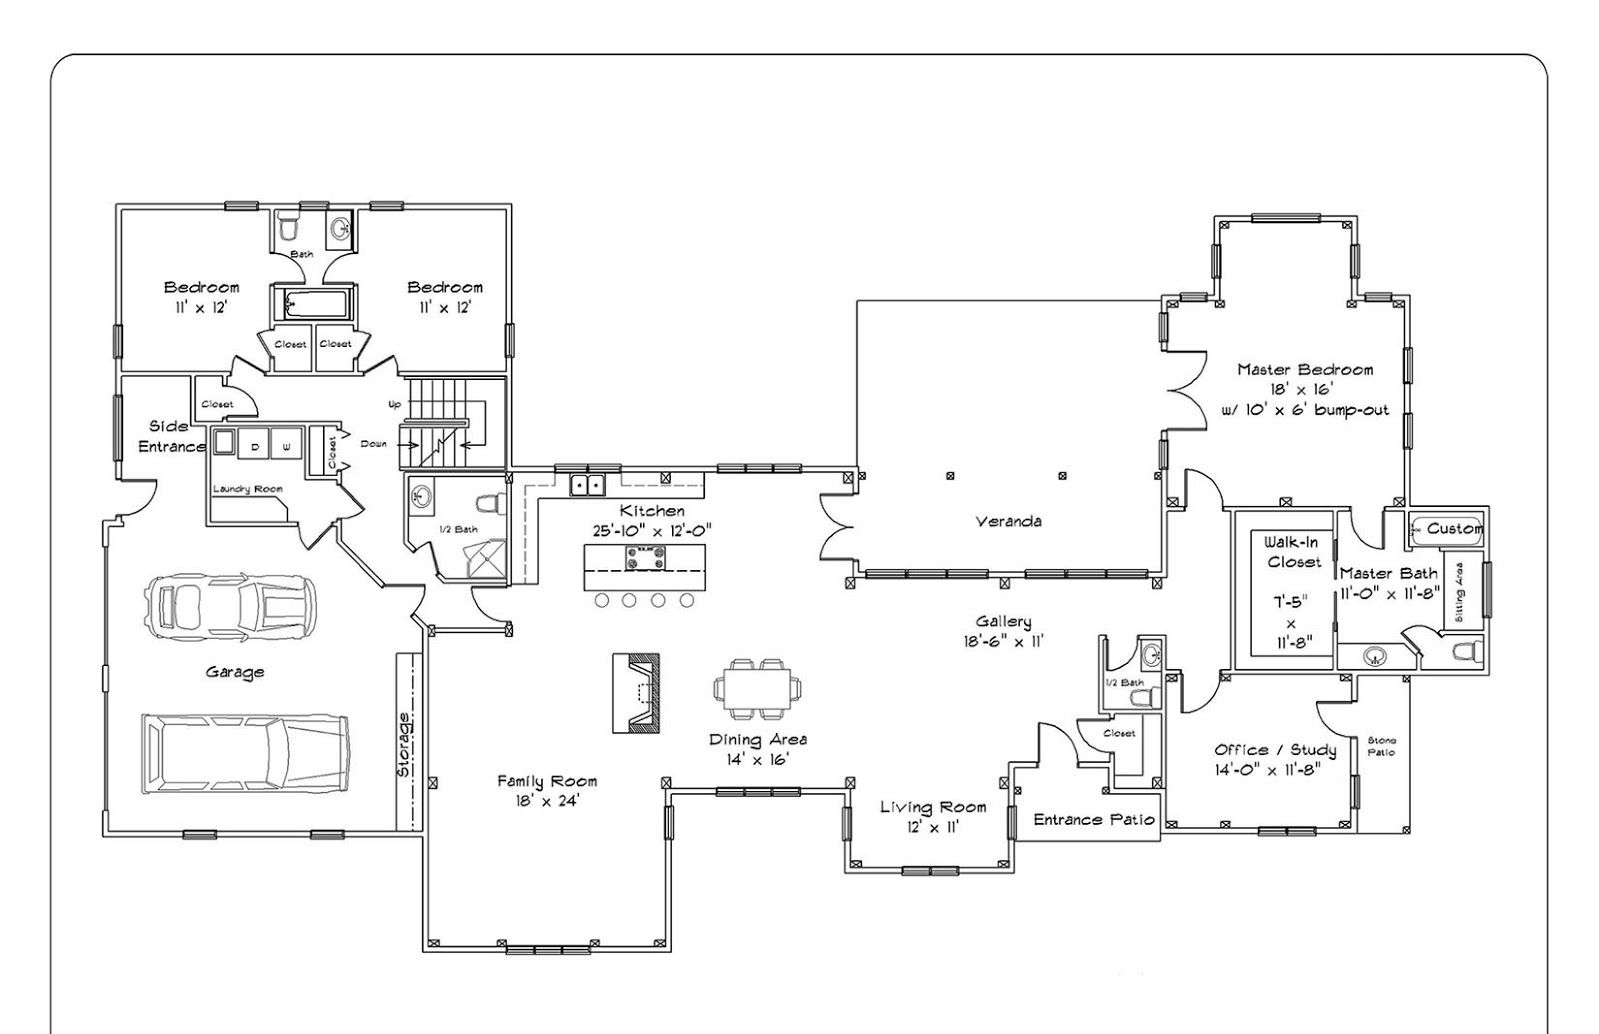 Bath
Bedroom
11' x 12'
Bedroom
11' x 12'
Closet
Closet
Closet
Up
Side
Entrance
D
W
Closet
Down
Laundry Room
1/2 Bath
Kitchen
25'-10" x 12'-0"
Veranda
Master Bedroom
18' x 16'
w/ 10' x 6' bump-out
Walk-In
Closet
7'-5"
x
11'-8"
Custom
Master Bath
11'-0" x 11'-8"
Sitting Area
Gallery
18'-6" x 11'
1/2 Bath
Garage
Storage
Dining Area
14' x 16'
Closet
Office / Study
14'-0" x 11'-8"
Stone
Patio
Family Room
18' x 24'
Living Room
12' x 11'
Entrance Patio